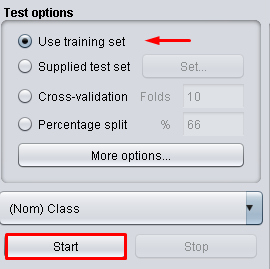 Test options
Use training set
Supplied test set Set...
Cross-validation Folds 10
Percentage split % 66
More options...
(Nom) Class
Start Stop